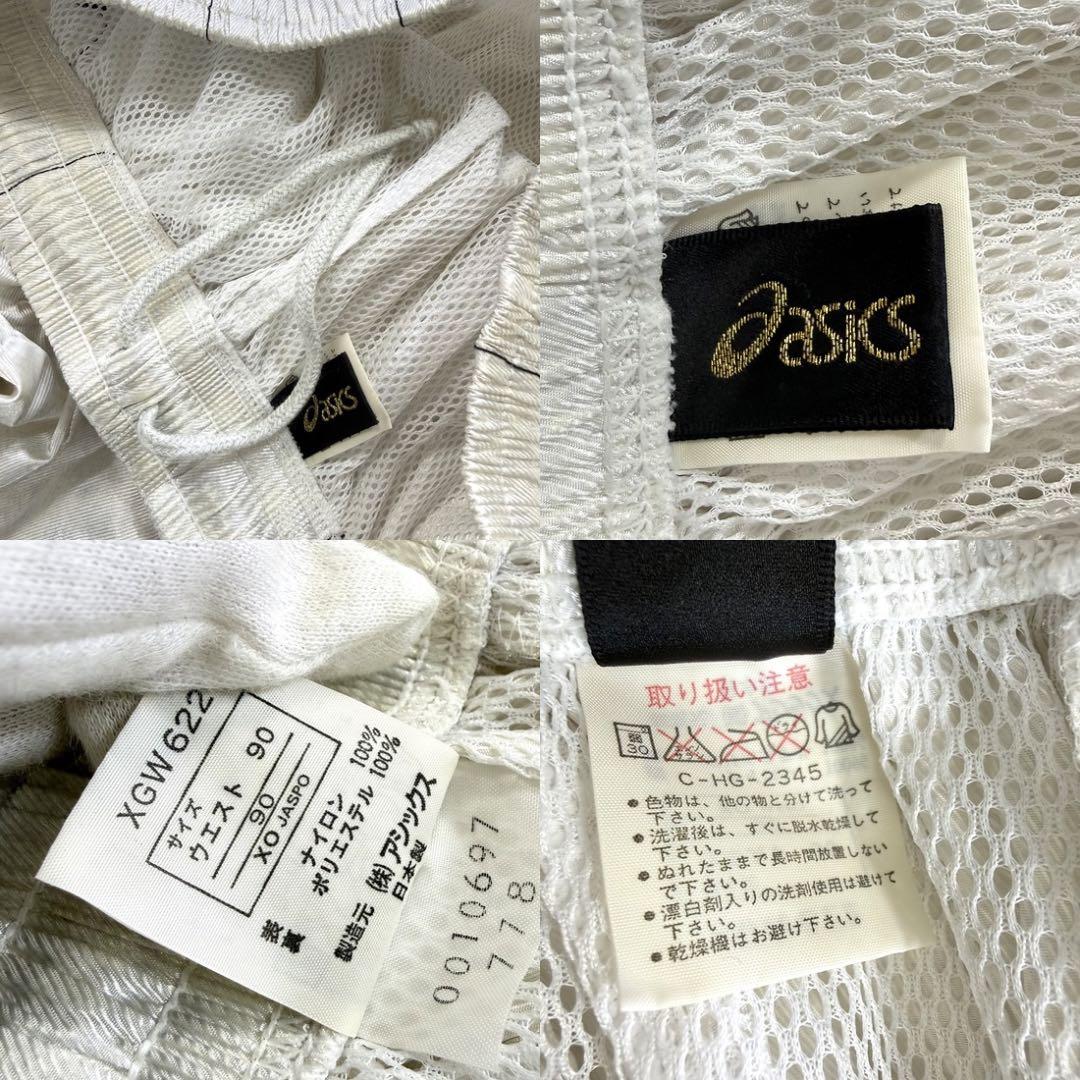 asics
asics
XGW622
サイズ
ウエスト 90
90
XO JASPO
表 ナイロン 100%
裏 ポリエステル 100%
製造元 (株)アシックス
日本製
0010697
778
取り扱い注意
30
C-HG-2345
●色物は、他の物と分けて洗って
下さい。
●洗濯後は、すぐに脱水乾燥して
下さい。
●ぬれたままで長時間放置しない
で下さい。
●漂白剤入りの洗剤使用は避けて
下さい。
●乾燥機はお避け下さい。